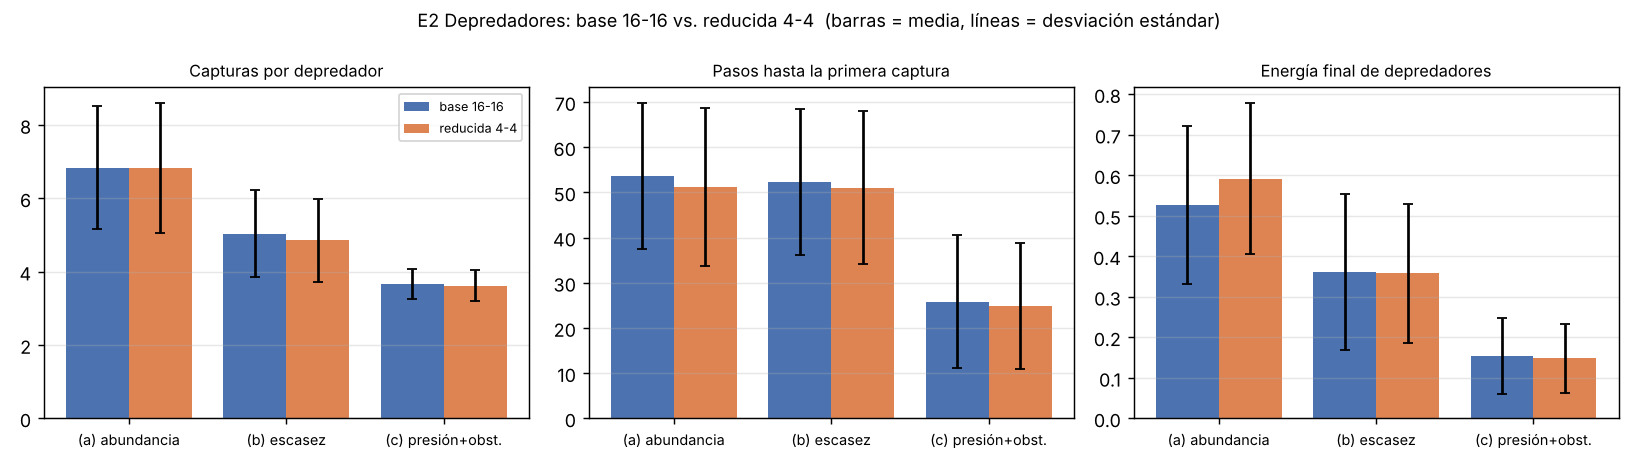 E2 Depredadores: base 16-16 vs. reducida 4-4  (barras = media, líneas = desviación estándar)
Capturas por depredador
8
6
4
2
0
base 16-16
reducida 4-4
(a) abundancia
(b) escasez
(c) presión+obst.
Pasos hasta la primera captura
70
60
50
40
30
20
10
0
(a) abundancia
(b) escasez
(c) presión+obst.
Energía final de depredadores
0.8
0.7
0.6
0.5
0.4
0.3
0.2
0.1
0.0
(a) abundancia
(b) escasez
(c) presión+obst.